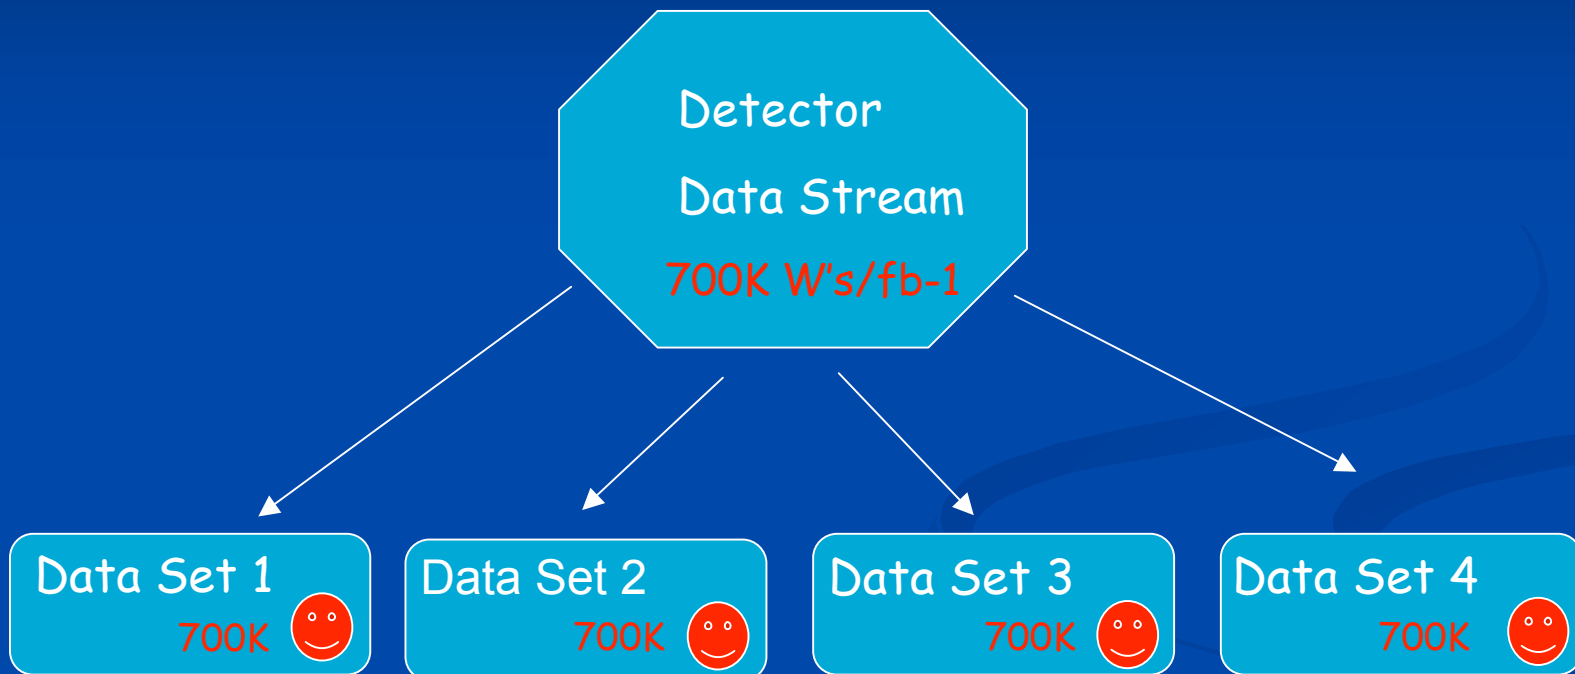 Detector
Data Stream
700K W's/fb-1
Data Set 1
700K
Data Set 2
700K
Data Set 3
700K
Data Set 4
700K